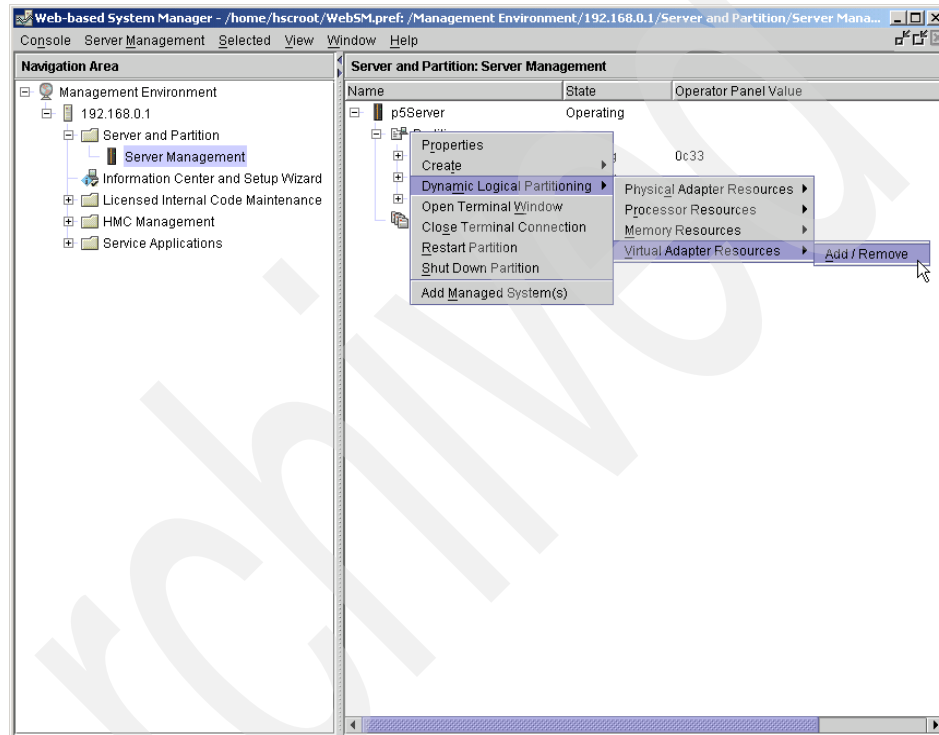 Web-based System Manager - /home/hscroot/WebSM.pref: /Management Environment/192.168.0.1/Server and Partition/Server Mana...
Console Server Management Selected View Window Help
Navigation Area
Management Environment
192.168.0.1
Server and Partition
Server Management
Information Center and Setup Wizard
Licensed Internal Code Maintenance
HMC Management
Service Applications
Server and Partition: Server Management
Name State Operator Panel Value
p5Server Operating
0c33
Properties
Create
Dynamic Logical Partitioning
Open Terminal Window
Close Terminal Connection
Restart Partition
Shut Down Partition
Add Managed System(s)
Physical Adapter Resources
Processor Resources
Memory Resources
Virtual Adapter Resources
Add / Remove